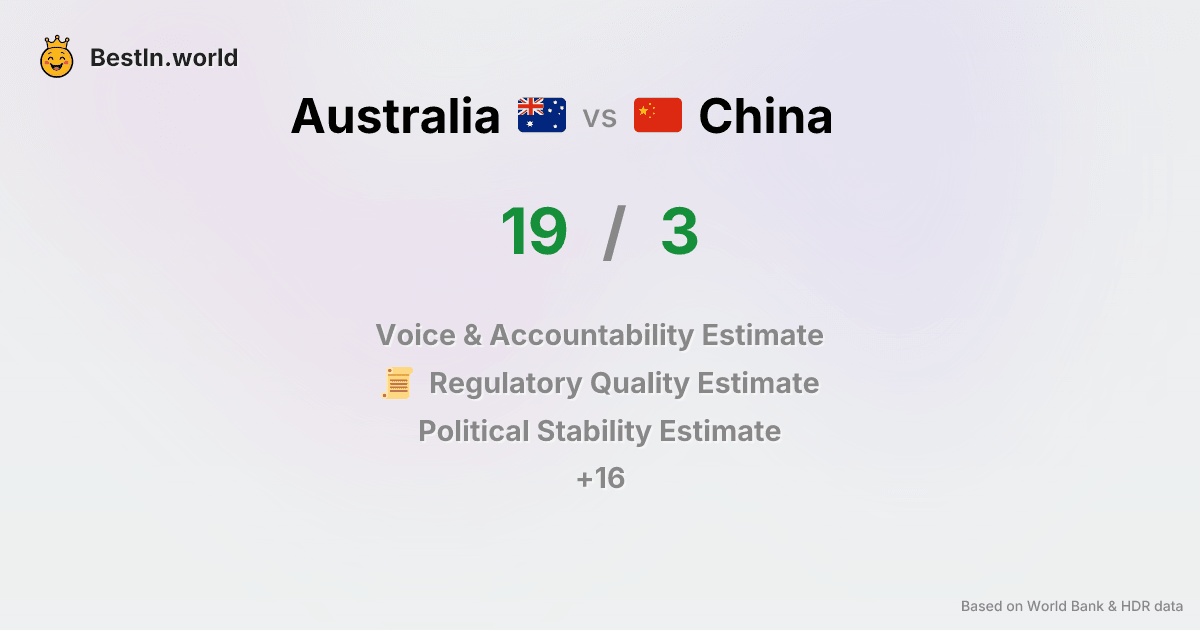 BestIn.world
Australia vs China
19 / 3
Voice & Accountability Estimate
Regulatory Quality Estimate
Political Stability Estimate
+16
Based on World Bank & HDR data